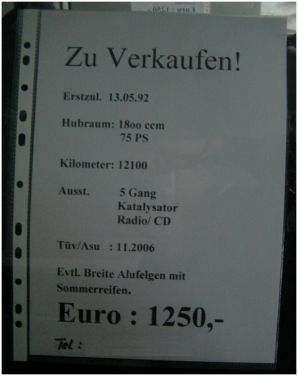 Zu Verkaufen!
Erstzul. 13.05.92
Hubraum: 18oo ccm
75 PS
Kilometer: 12100
Ausst. 5 Gang
Katalysator
Radio/ CD
Tüv/Asu : 11.2006
Evtl. Breite Alufelgen mit
Sommerreifen.
Euro : 1250,-
Tel :